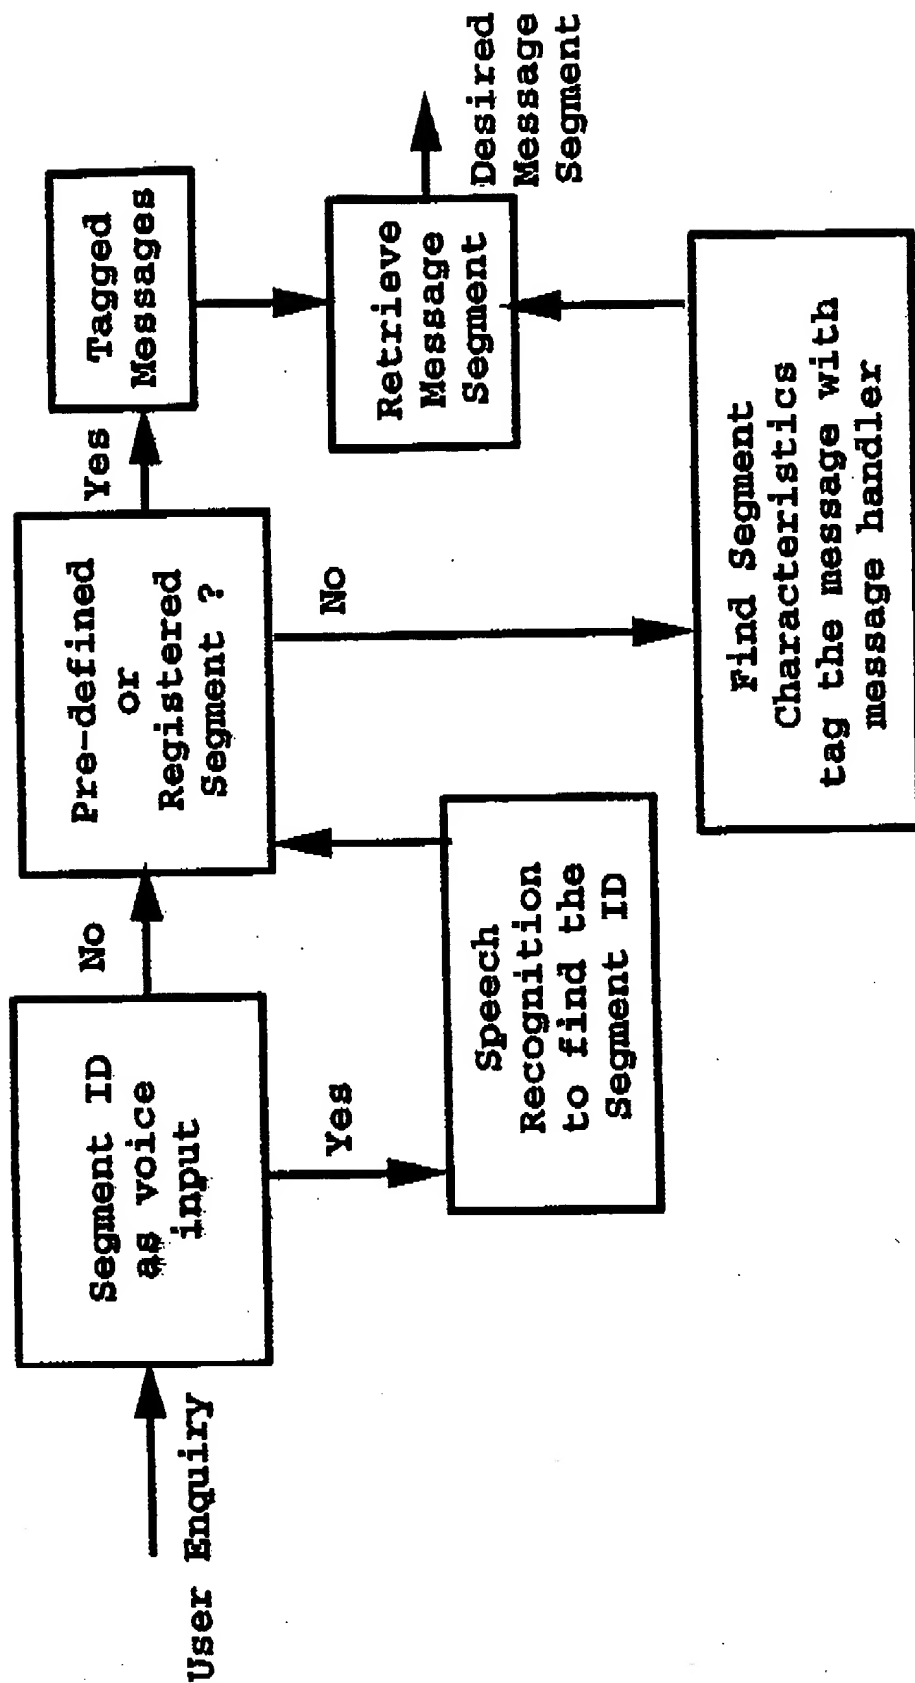 User Enquiry
Segment ID
as voice
input
No
Yes
Speech
Recognition
to find the
Segment ID
Pre-defined
or
Registered
Segment ?
Yes
No
Tagged
Messages
Retrieve
Message
Segment
Desired
Message
Segment
Find Segment
Characteristics
tag the message with
message handler